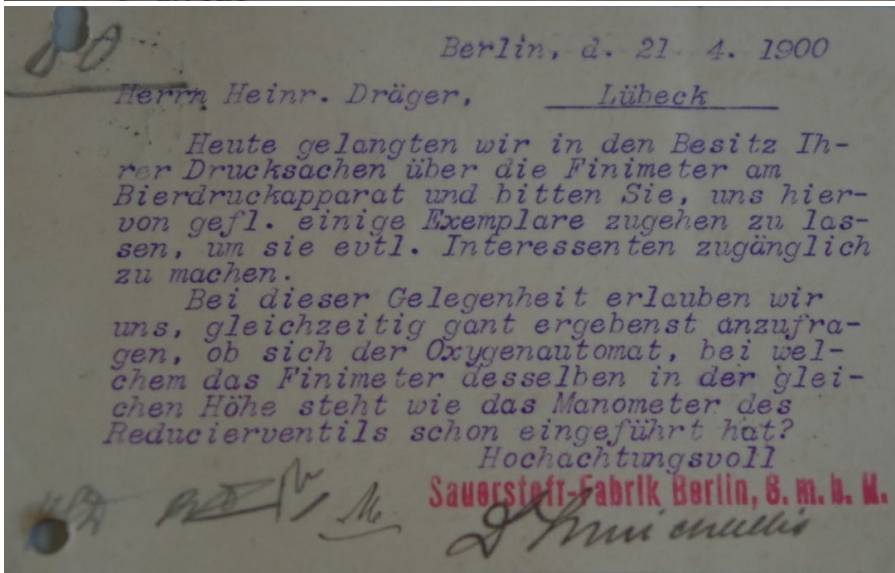 80
Berlin, d. 21. 4. 1900
Herrn Heinr. Dräger, Lübeck
Heute gelangten wir in den Besitz Ih-
rer Drucksachen über die Finimeter am
Bierdruckapparat und bitten Sie, uns hier-
von gefl. einige Exemplare zugehen zu las-
sen, um sie evtl. Interessenten zugänglich
zu machen.
Bei dieser Gelegenheit erlauben wir
uns, gleichzeitig gant ergebenst anzufra-
gen, ob sich der Oxygenautomat, bei wel-
chem das Finimeter desselben in der glei-
chen Höhe steht wie das Manometer des
Reducierventils schon eingeführt hat?
Hochachtungsvoll
Sauerstoff-Fabrik Berlin, G. m. b. H.